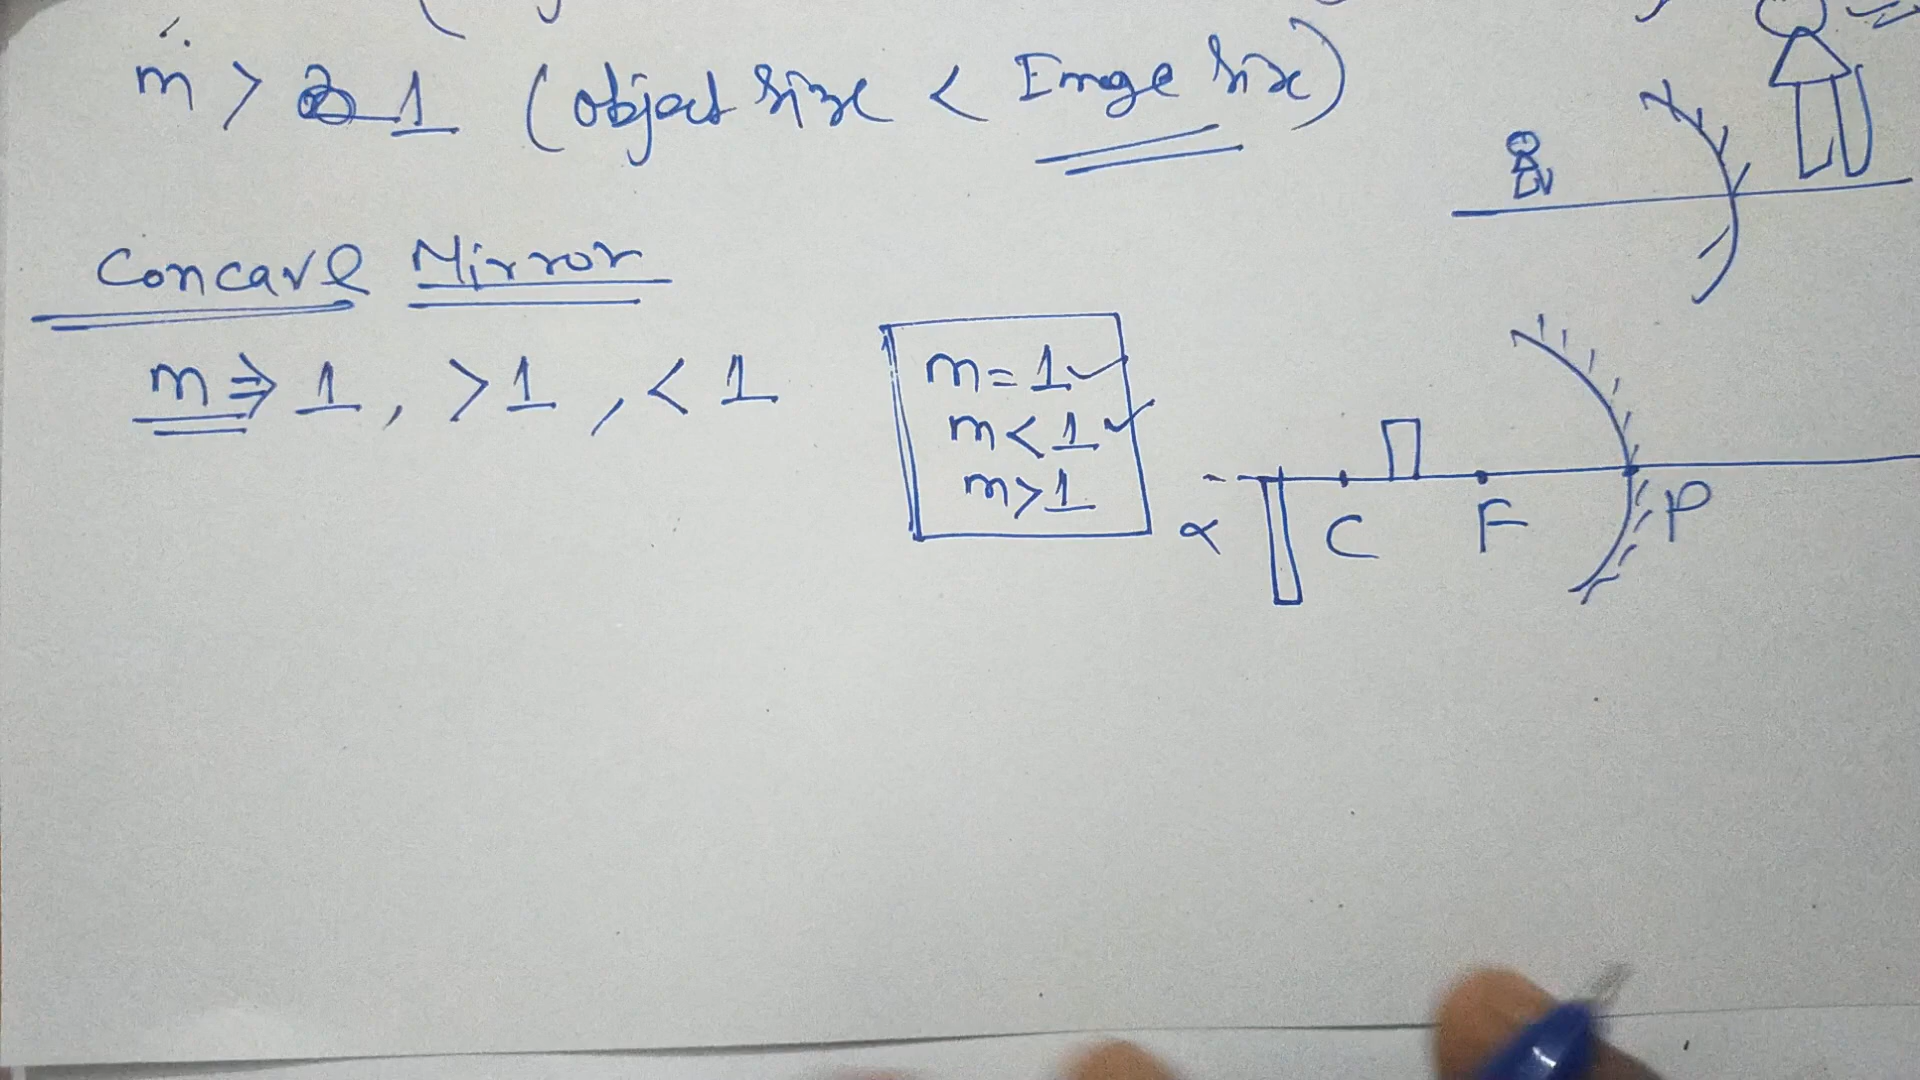 m > 1 (object size < Image size)
Concave Mirror
m ⇒ 1, >1, < 1
m = 1 ✓
m < 1 ✓
m > 1
α C F P